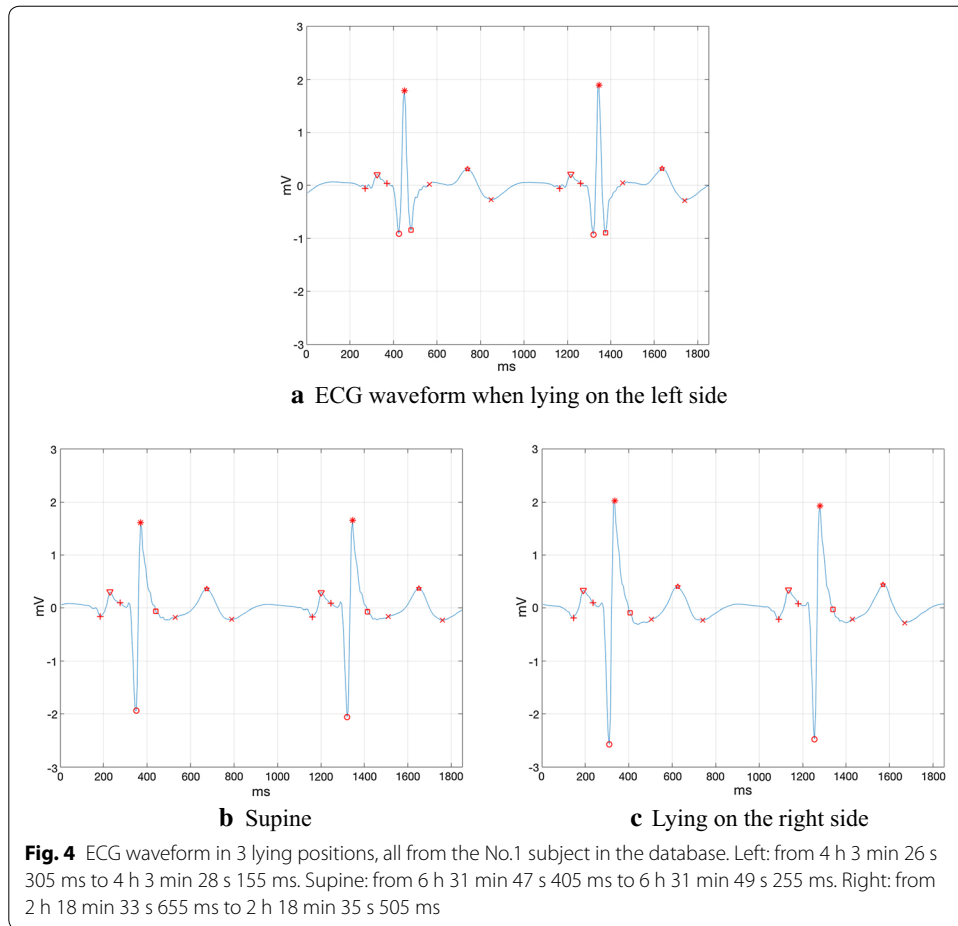 3
2
1
0
-1
-2
-3
mV
0 200 400 600 800 1000 1200 1400 1600 1800
ms
a ECG waveform when lying on the left side
3
2
1
0
-1
-2
-3
mV
0 200 400 600 800 1000 1200 1400 1600 1800
ms
b Supine
3
2
1
0
-1
-2
-3
mV
0 200 400 600 800 1000 1200 1400 1600 1800
ms
c Lying on the right side
Fig. 4 ECG waveform in 3 lying positions, all from the No.1 subject in the database. Left: from 4 h 3 min 26 s
305 ms to 4 h 3 min 28 s 155 ms. Supine: from 6 h 31 min 47 s 405 ms to 6 h 31 min 49 s 255 ms. Right: from
2 h 18 min 33 s 655 ms to 2 h 18 min 35 s 505 ms